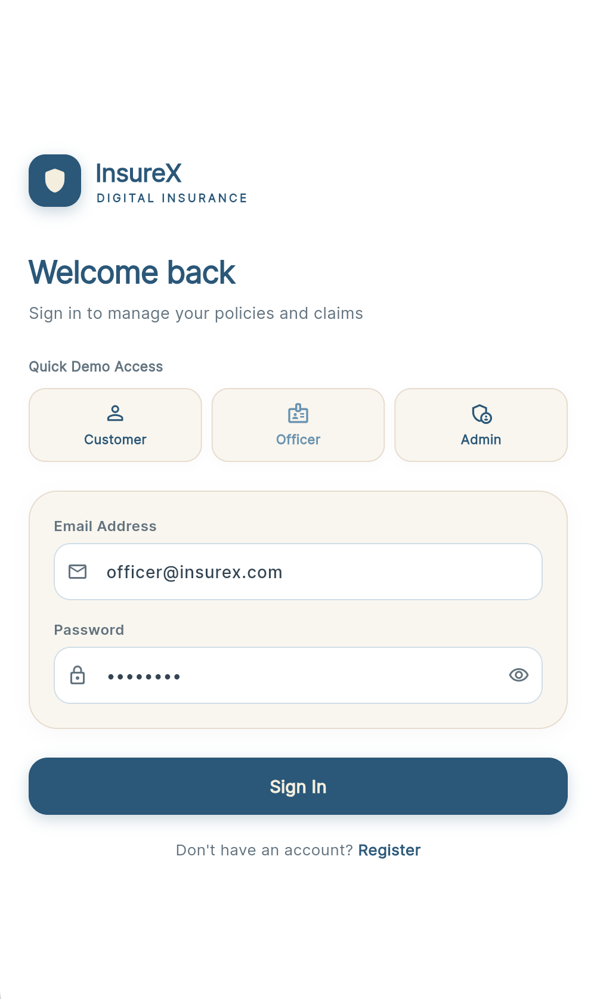 InsureX
DIGITAL INSURANCE
Welcome back
Sign in to manage your policies and claims
Quick Demo Access
Customer
Officer
Admin
Email Address
officer@insurex.com
Password
••••••••
Sign In
Don't have an account? Register